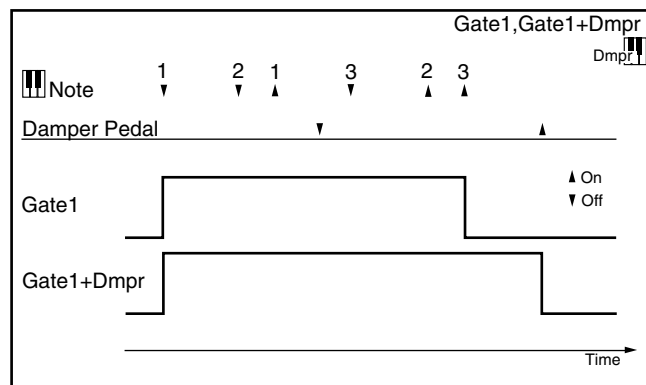 Gate1,Gate1+Dmpr
Dmpr
1 2 1 3 2 3
Note
Damper Pedal
On
Off
Gate1
Gate1+Dmpr
Time